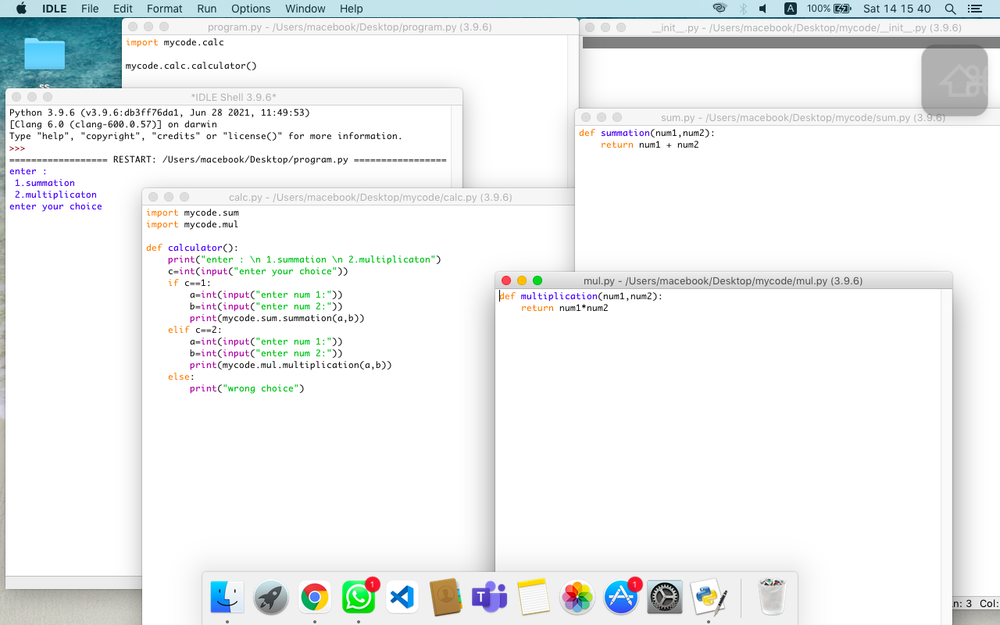 IDLE File Edit Format Run Options Window Help
A 100% Sat 14 15 40
program.py - /Users/macebook/Desktop/program.py (3.9.6)
import mycode.calc
mycode.calc.calculator()
__init__.py - /Users/macebook/Desktop/mycode/__init__.py (3.9.6)
ss
*IDLE Shell 3.9.6*
Python 3.9.6 (v3.9.6:db3ff76da1, Jun 28 2021, 11:49:53)
[Clang 6.0 (clang-600.0.57)] on darwin
Type "help", "copyright", "credits" or "license()" for more information.
>>>
================== RESTART: /Users/macebook/Desktop/program.py =================
enter :
 1.summation
 2.multiplicaton
enter your choice
sum.py - /Users/macebook/Desktop/mycode/sum.py (3.9.6)
def summation(num1,num2):
    return num1 + num2
calc.py - /Users/macebook/Desktop/mycode/calc.py (3.9.6)
import mycode.sum
import mycode.mul
def calculator():
    print("enter : \n 1.summation \n 2.multiplicaton")
    c=int(input("enter your choice"))
    if c==1:
        a=int(input("enter num 1:"))
        b=int(input("enter num 2:"))
        print(mycode.sum.summation(a,b))
    elif c==2:
        a=int(input("enter num 1:"))
        b=int(input("enter num 2:"))
        print(mycode.mul.multiplication(a,b))
    else:
        print("wrong choice")
mul.py - /Users/macebook/Desktop/mycode/mul.py (3.9.6)
def multiplication(num1,num2):
    return num1*num2
1
1
n: 3 Col: